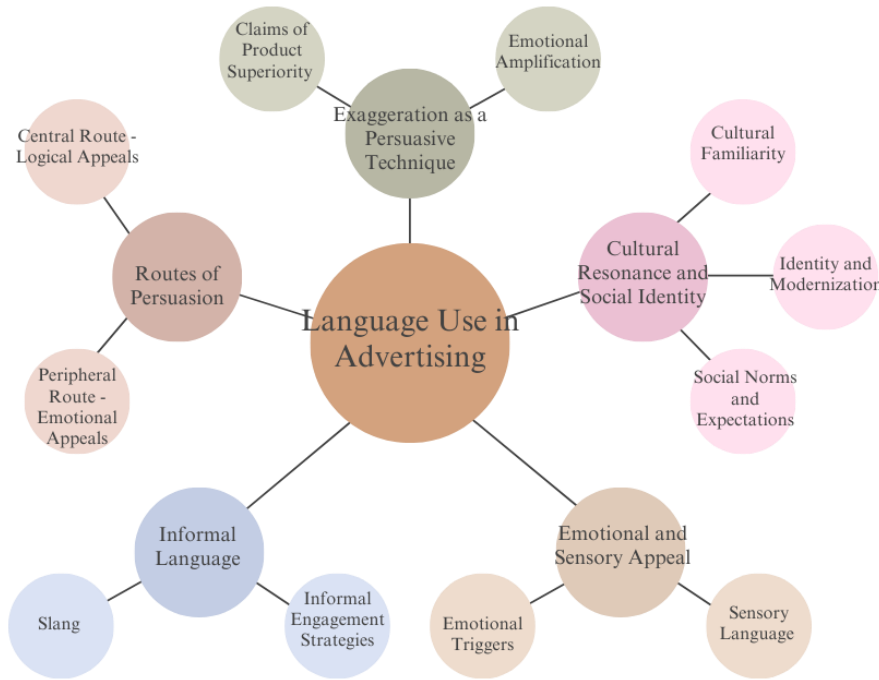 Claims of
Product
Superiority
Emotional
Amplification
Exaggeration as a
Persuasive
Technique
Central Route -
Logical Appeals
Cultural
Familiarity
Routes of
Persuasion
Cultural
Resonance and
Social Identity
Identity and
Modernization
Language Use in
Advertising
Peripheral
Route -
Emotional
Appeals
Social Norms
and
Expectations
Informal
Language
Emotional and
Sensory Appeal
Slang
Informal
Engagement
Strategies
Emotional
Triggers
Sensory
Language